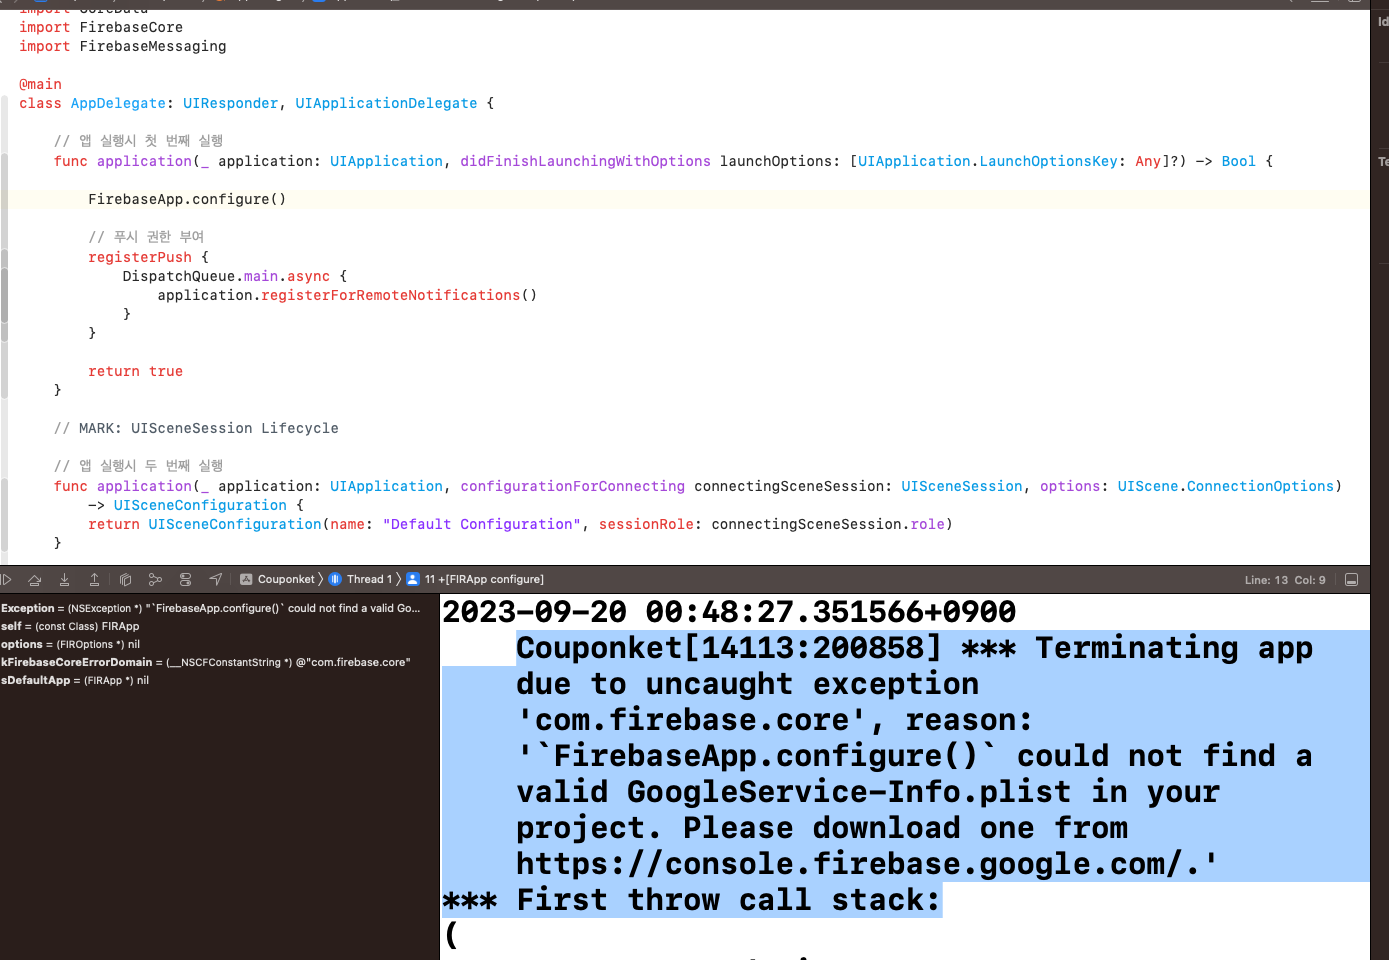 import CoreData
import FirebaseCore
import FirebaseMessaging
@main
class AppDelegate: UIResponder, UIApplicationDelegate {
// 앱 실행시 첫 번째 실행
func application(_ application: UIApplication, didFinishLaunchingWithOptions launchOptions: [UIApplication.LaunchOptionsKey: Any]?) -> Bool {
FirebaseApp.configure()
// 푸시 권한 부여
registerPush {
DispatchQueue.main.async {
application.registerForRemoteNotifications()
}
}
return true
}
// MARK: UISceneSession Lifecycle
// 앱 실행시 두 번째 실행
func application(_ application: UIApplication, configurationForConnecting connectingSceneSession: UISceneSession, options: UIScene.ConnectionOptions)
-> UISceneConfiguration {
return UISceneConfiguration(name: "Default Configuration", sessionRole: connectingSceneSession.role)
}
Id
Te
Couponket 〉 Thread 1 〉 11 +[FIRApp configure]
Line: 13 Col: 9
Exception = (NSException *) "`FirebaseApp.configure()` could not find a valid Go...
self = (const Class) FIRApp
options = (FIROptions *) nil
kFirebaseCoreErrorDomain = (__NSCFConstantString *) @"com.firebase.core"
sDefaultApp = (FIRApp *) nil
2023-09-20 00:48:27.351566+0900
Couponket[14113:200858] *** Terminating app
due to uncaught exception
'com.firebase.core', reason:
'`FirebaseApp.configure()` could not find a
valid GoogleService-Info.plist in your
project. Please download one from
https://console.firebase.google.com/.'
*** First throw call stack:
(